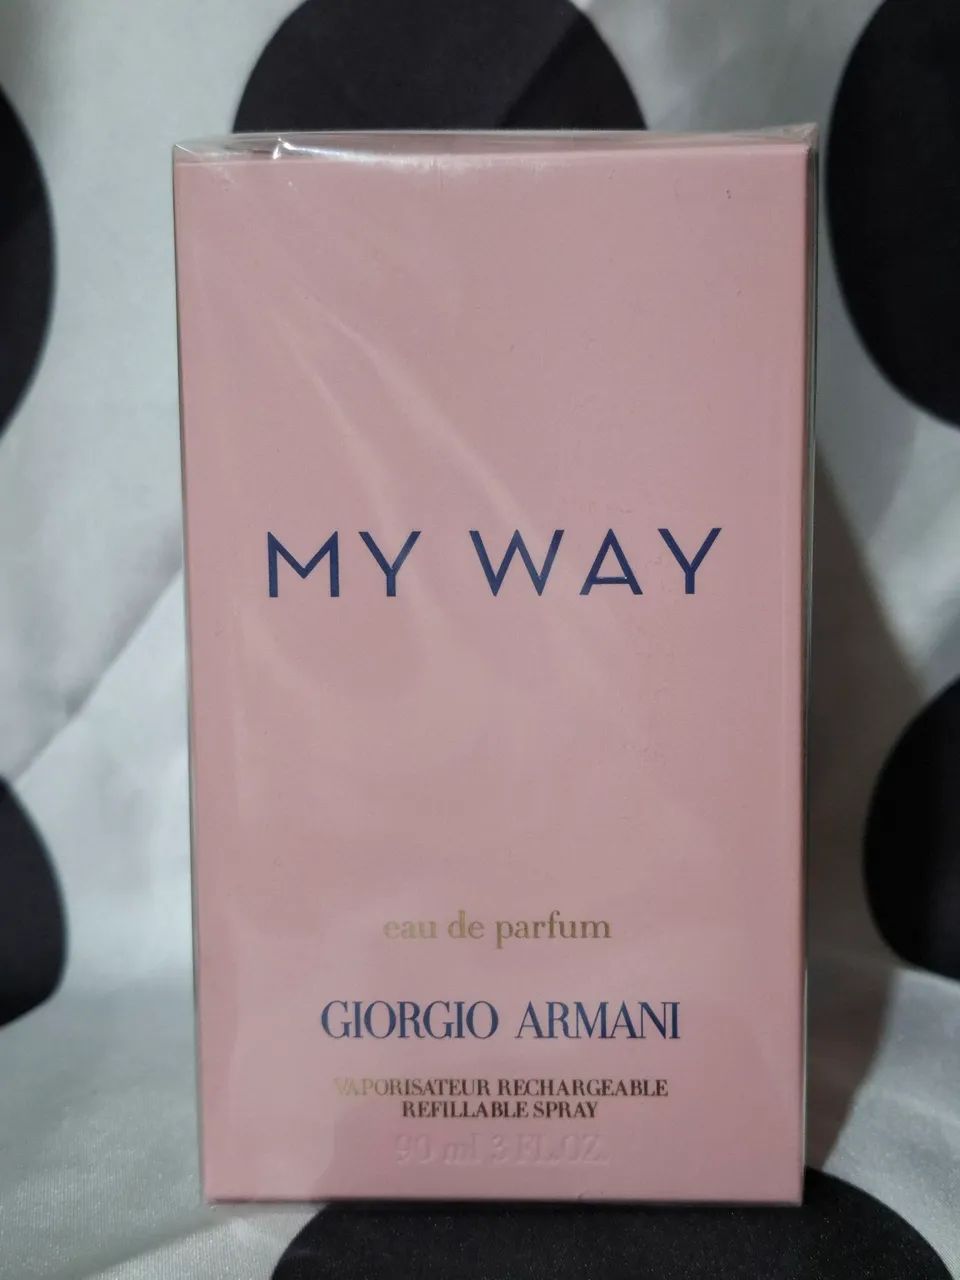 MY WAY
eau de parfum
GIORGIO ARMANI
VAPORISATEUR RECHARGEABLE
REFILLABLE SPRAY
90 ml 3 FL.OZ.